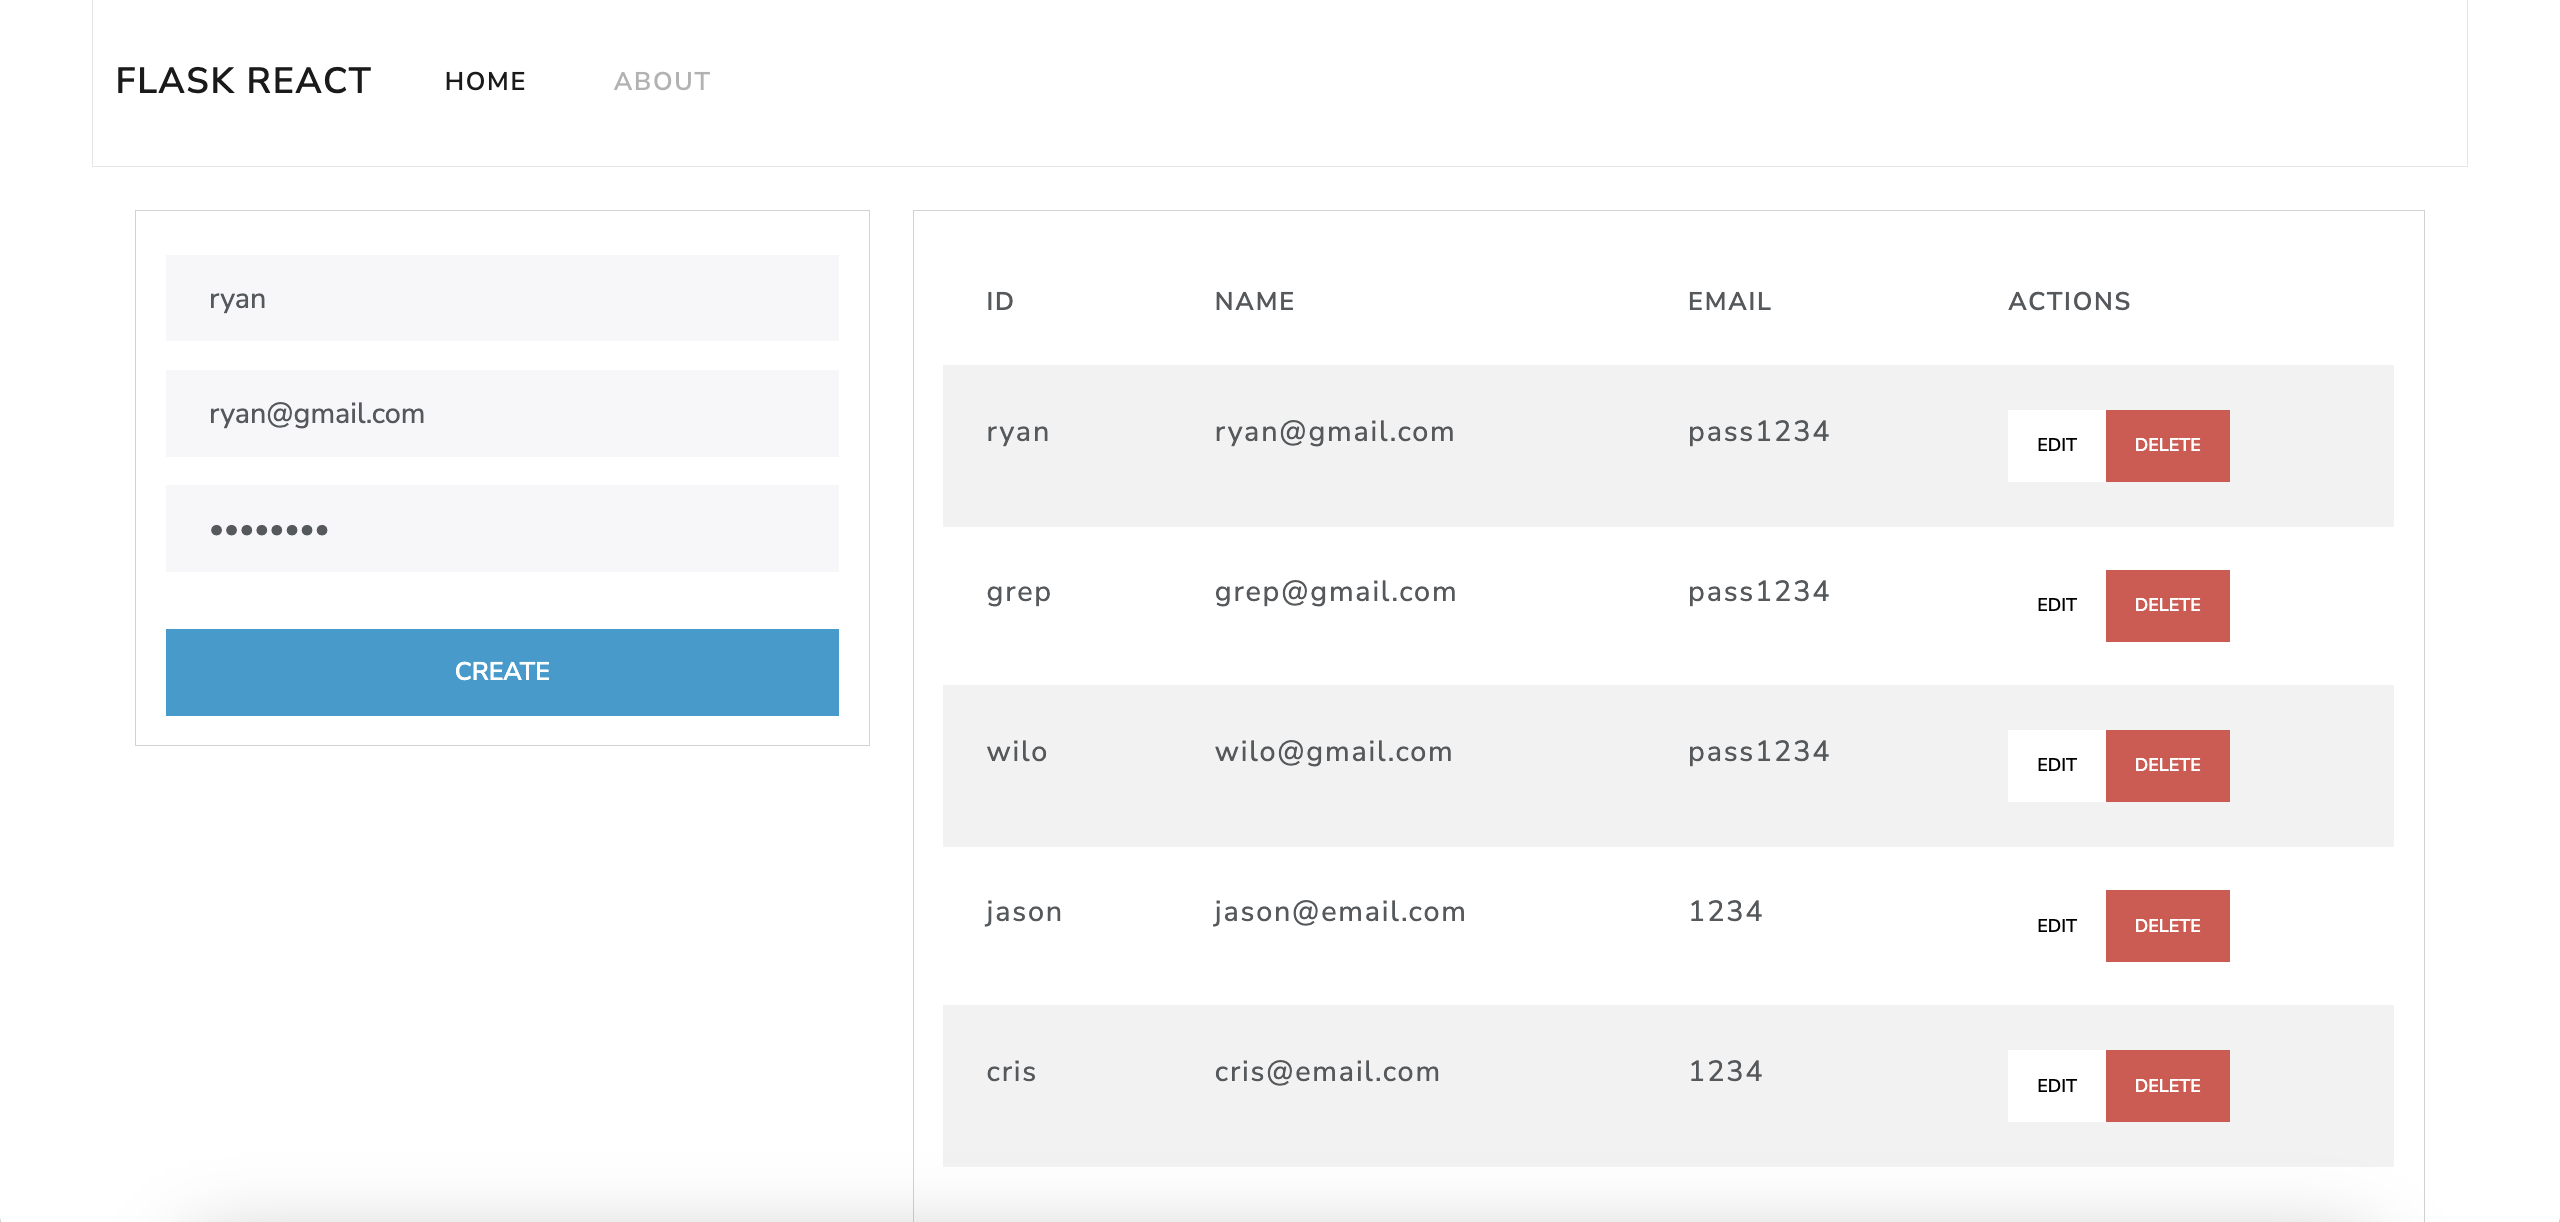 FLASK REACT HOME ABOUT
ryan
ryan@gmail.com
••••••••
CREATE
ID NAME EMAIL ACTIONS
ryan ryan@gmail.com pass1234 EDIT DELETE
grep grep@gmail.com pass1234 EDIT DELETE
wilo wilo@gmail.com pass1234 EDIT DELETE
jason jason@email.com 1234 EDIT DELETE
cris cris@email.com 1234 EDIT DELETE